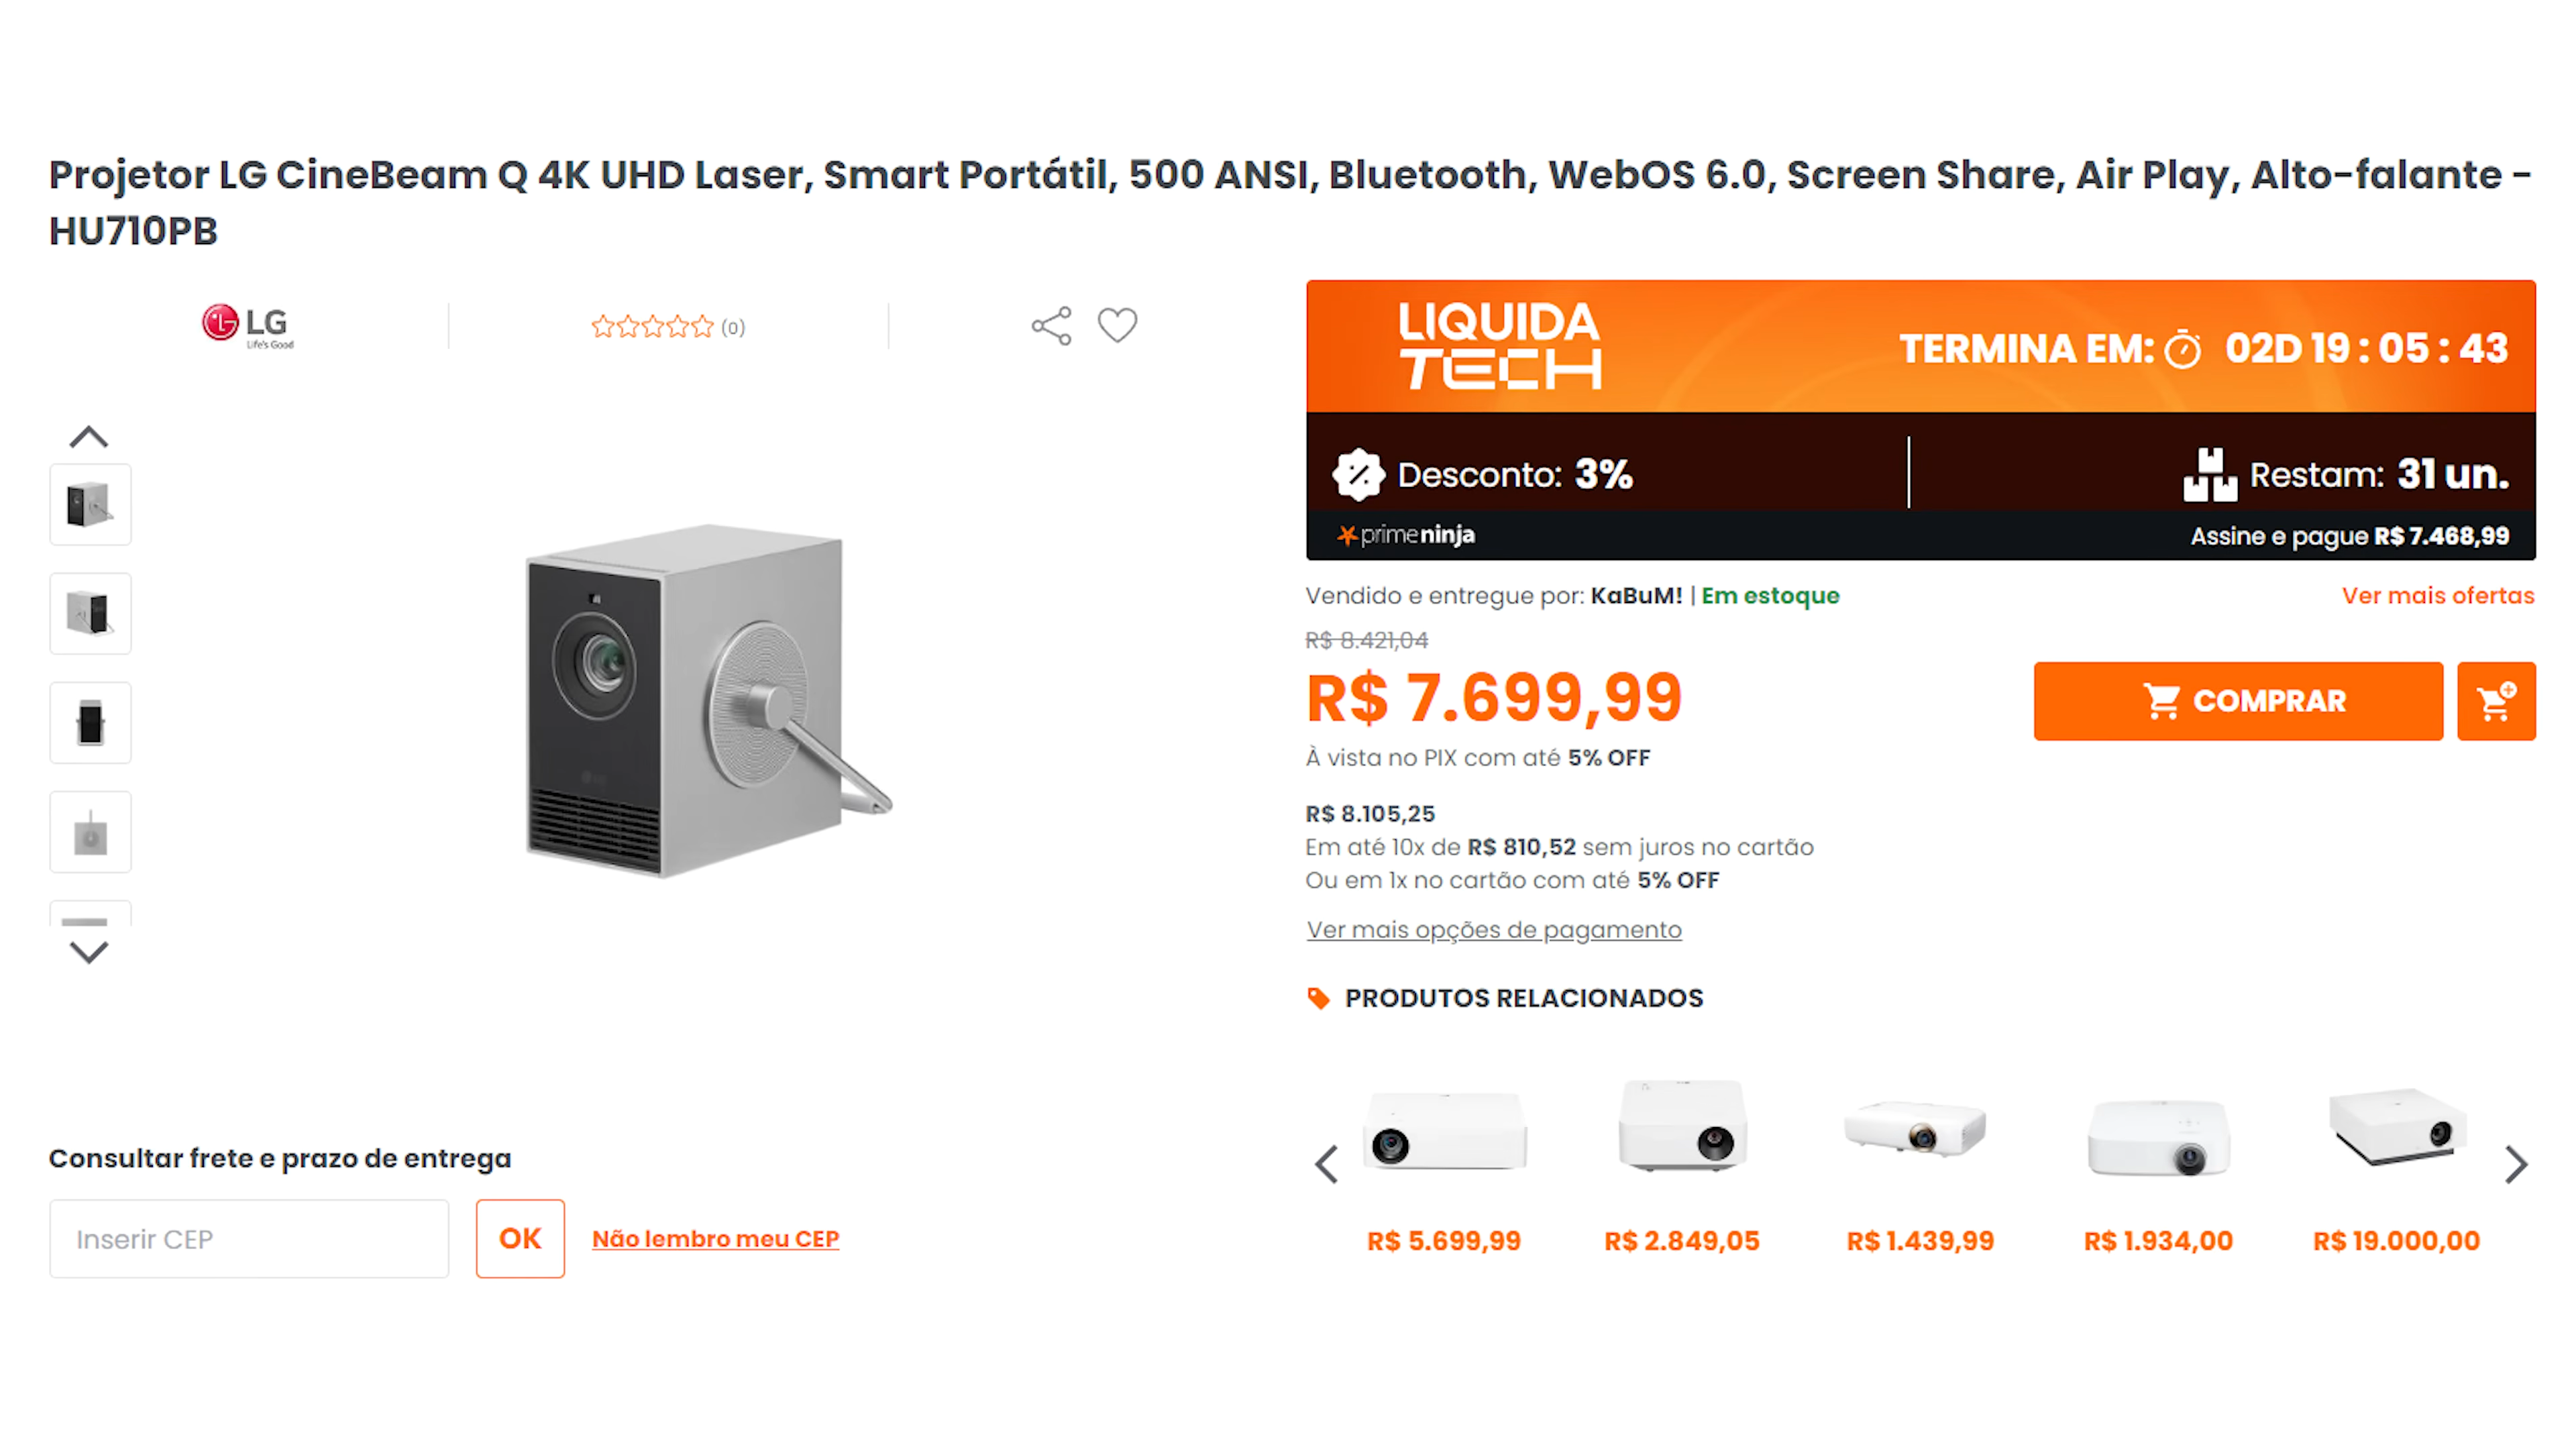 Projetor LG CineBeam Q 4K UHD Laser, Smart Portátil, 500 ANSI, Bluetooth, WebOS 6.0, Screen Share, Air Play, Alto-falante -
HU710PB
LG
Life's Good
(0)
LIQUIDA
TECH
TERMINA EM: 02D 19 : 05 : 43
Desconto: 3%
Restam: 31 un.
prime ninja
Assine e pague R$ 7.468,99
Vendido e entregue por: KaBuM! | Em estoque
Ver mais ofertas
R$ 8.421,04
R$ 7.699,99
COMPRAR
À vista no PIX com até 5% OFF
R$ 8.105,25
Em até 10x de R$ 810,52 sem juros no cartão
Ou em 1x no cartão com até 5% OFF
Ver mais opções de pagamento
PRODUTOS RELACIONADOS
R$ 5.699,99
R$ 2.849,05
R$ 1.439,99
R$ 1.934,00
R$ 19.000,00
Consultar frete e prazo de entrega
Inserir CEP
OK
Não lembro meu CEP